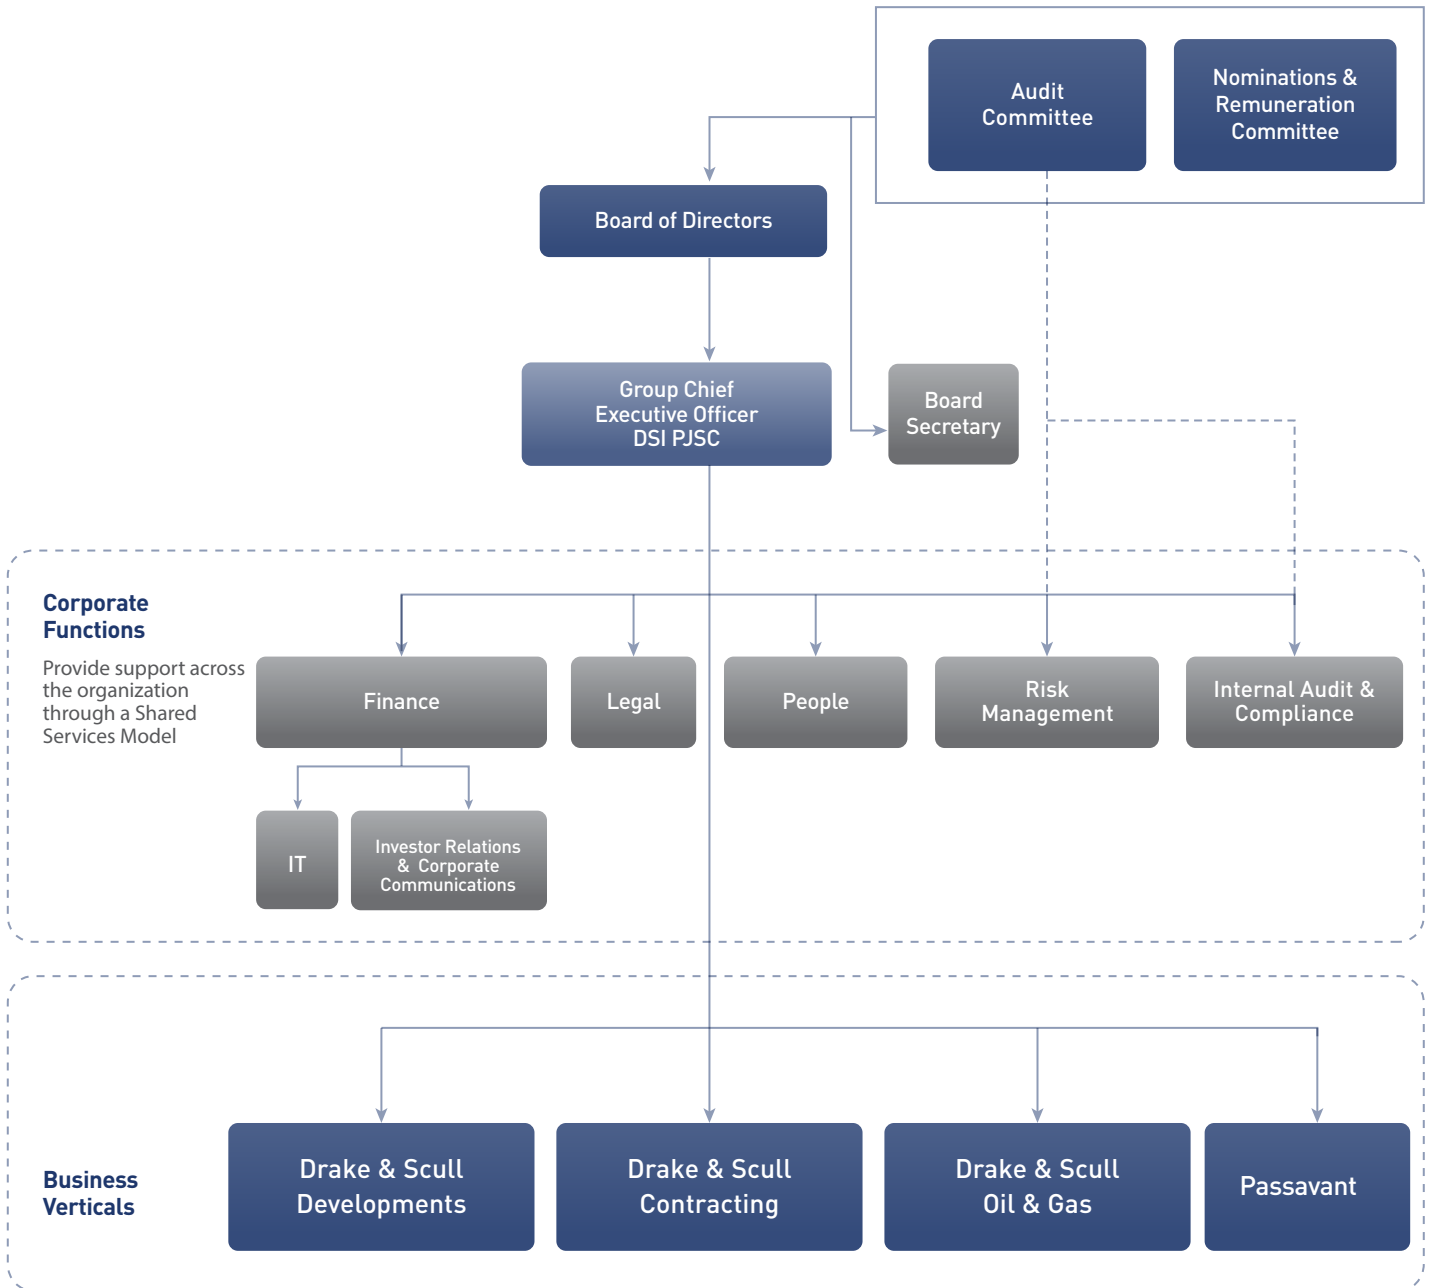 Audit
Committee
Nominations &
Remuneration
Committee
Board of Directors
Group Chief
Executive Officer
DSI PJSC
Board
Secretary
Corporate
Functions
Provide support across
the organization
through a Shared
Services Model
Finance
Legal
People
Risk
Management
Internal Audit &
Compliance
IT
Investor Relations
& Corporate
Communications
Business
Verticals
Drake & Scull
Developments
Drake & Scull
Contracting
Drake & Scull
Oil & Gas
Passavant